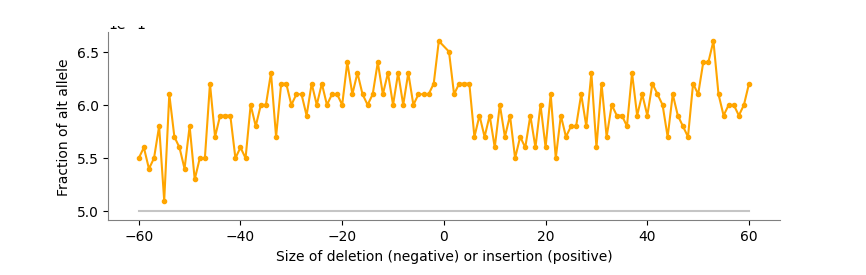 6.5
6.0
5.5
5.0
Fraction of alt allele
−60 −40 −20 0 20 40 60
Size of deletion (negative) or insertion (positive)